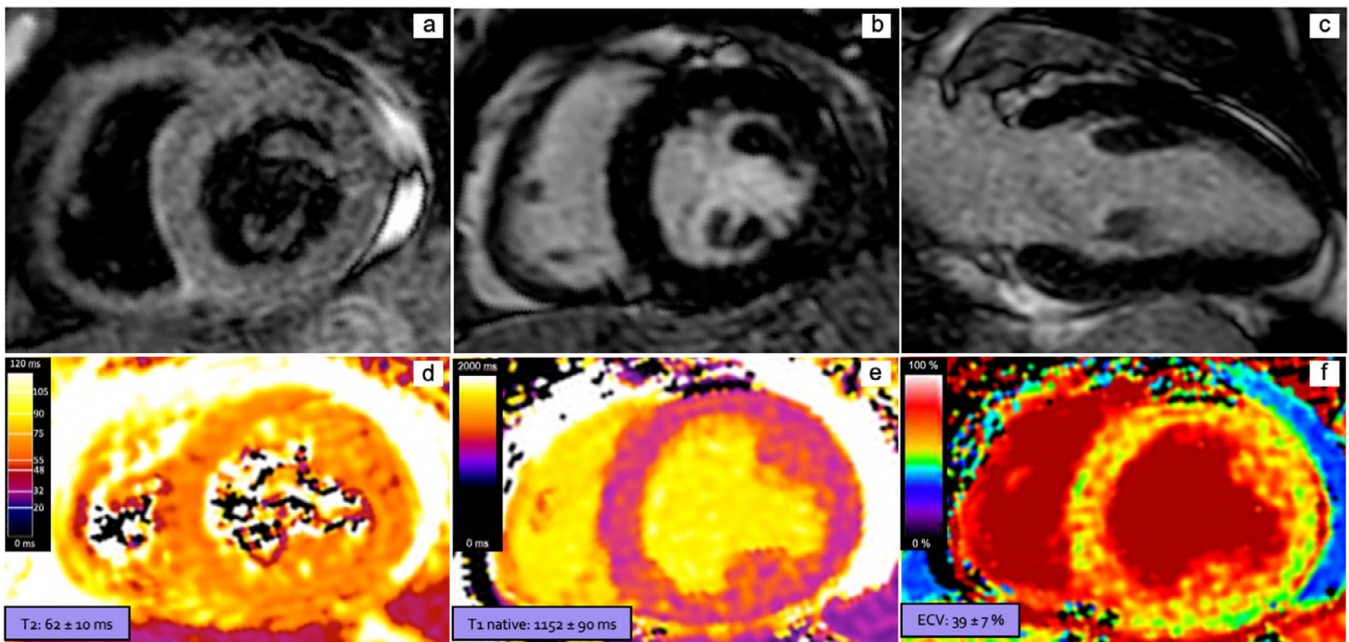 a
b
c
d
120 ms
105
90
75
55
48
32
20
0 ms
T2: 62 ± 10 ms
e
2000 ms
0 ms
T1 native: 1152 ± 90 ms
f
100 %
0 %
ECV: 39 ± 7 %